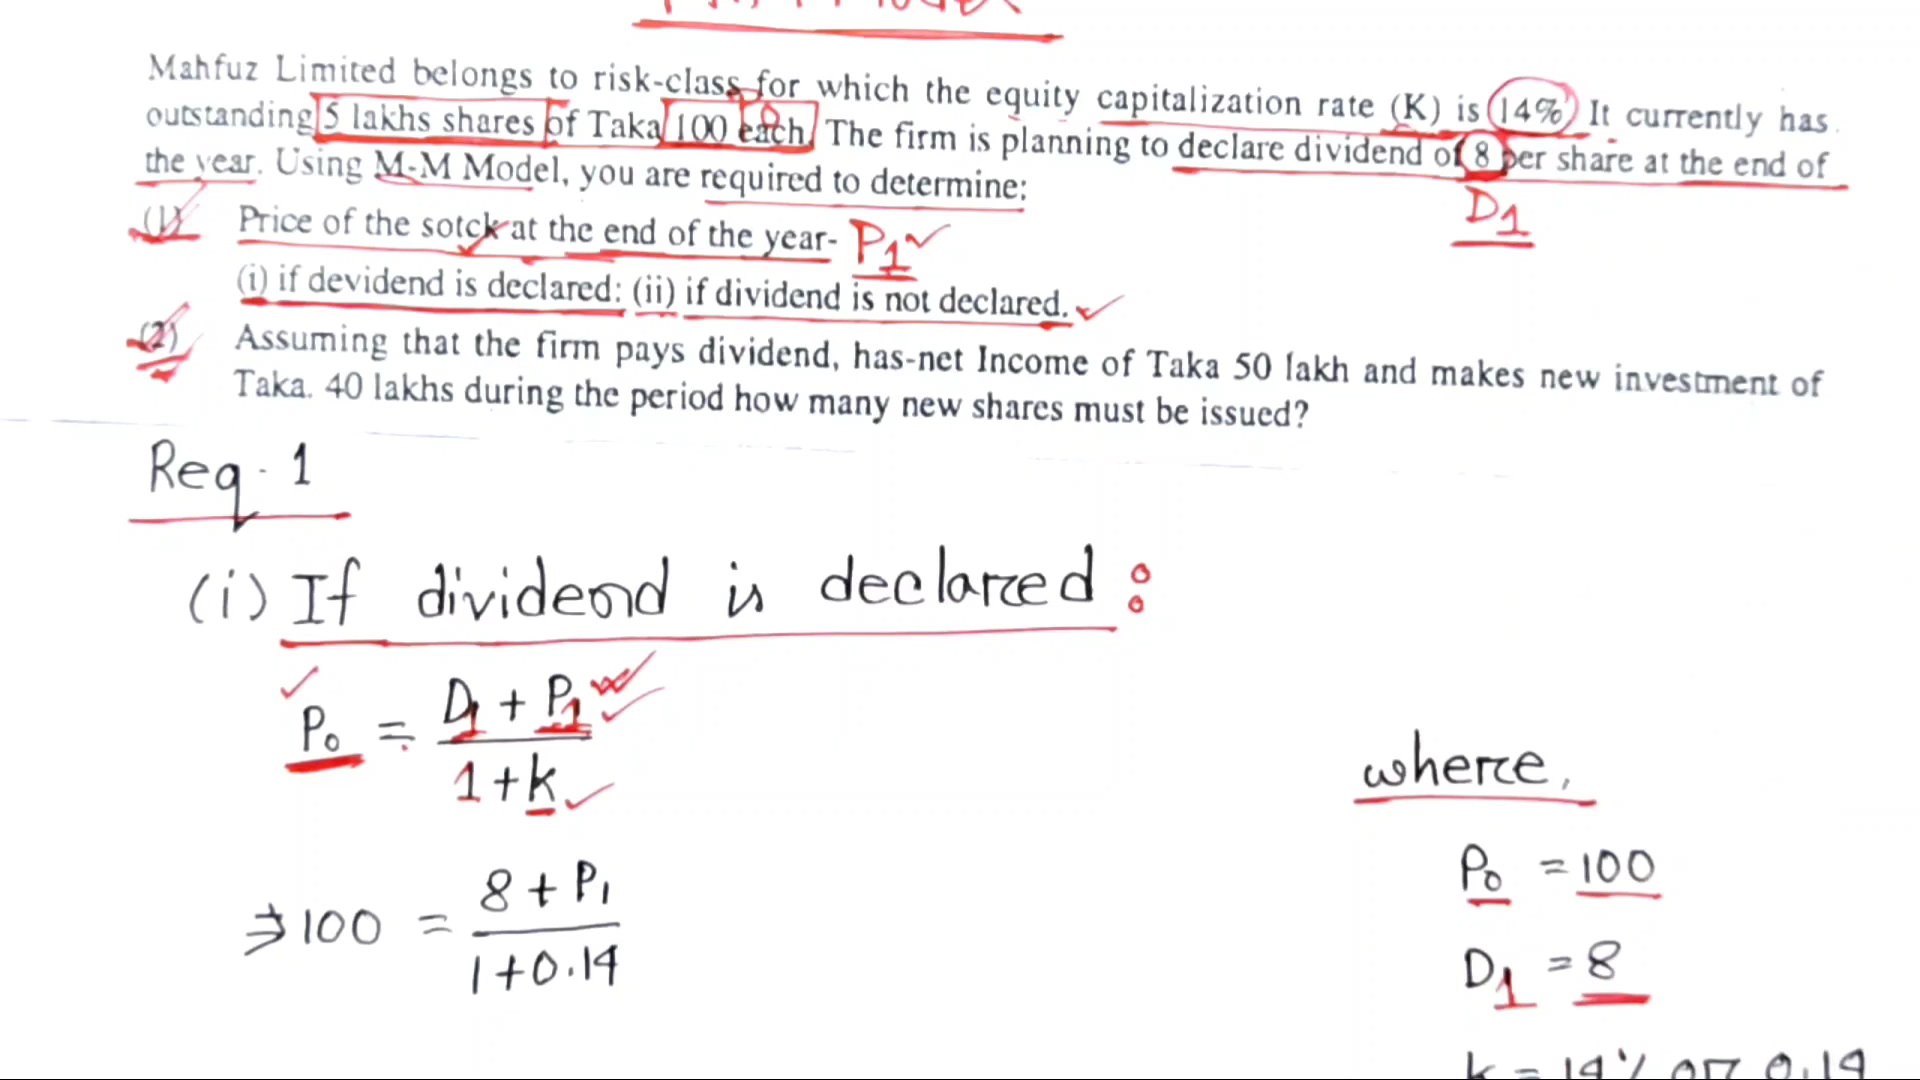 Mahfuz Limited belongs to risk-class for which the equity capitalization rate (K) is 14% It currently has
P0
outstanding 5 lakhs shares of Taka 100 each. The firm is planning to declare dividend of 8 per share at the end of
the year. Using M-M Model, you are required to determine:
D1
(1) Price of the sotck at the end of the year- P1
(i) if devidend is declared: (ii) if dividend is not declared.
(2) Assuming that the firm pays dividend, has-net Income of Taka 50 lakh and makes new investment of
Taka. 40 lakhs during the period how many new shares must be issued?
Req-1
(i) If dividend is declared:
P0 = D1 + P1
1 + k
where,
⇒ 100 = 8 + P1
1+0.14
P0 = 100
D1 = 8
k = 14% or 0.14